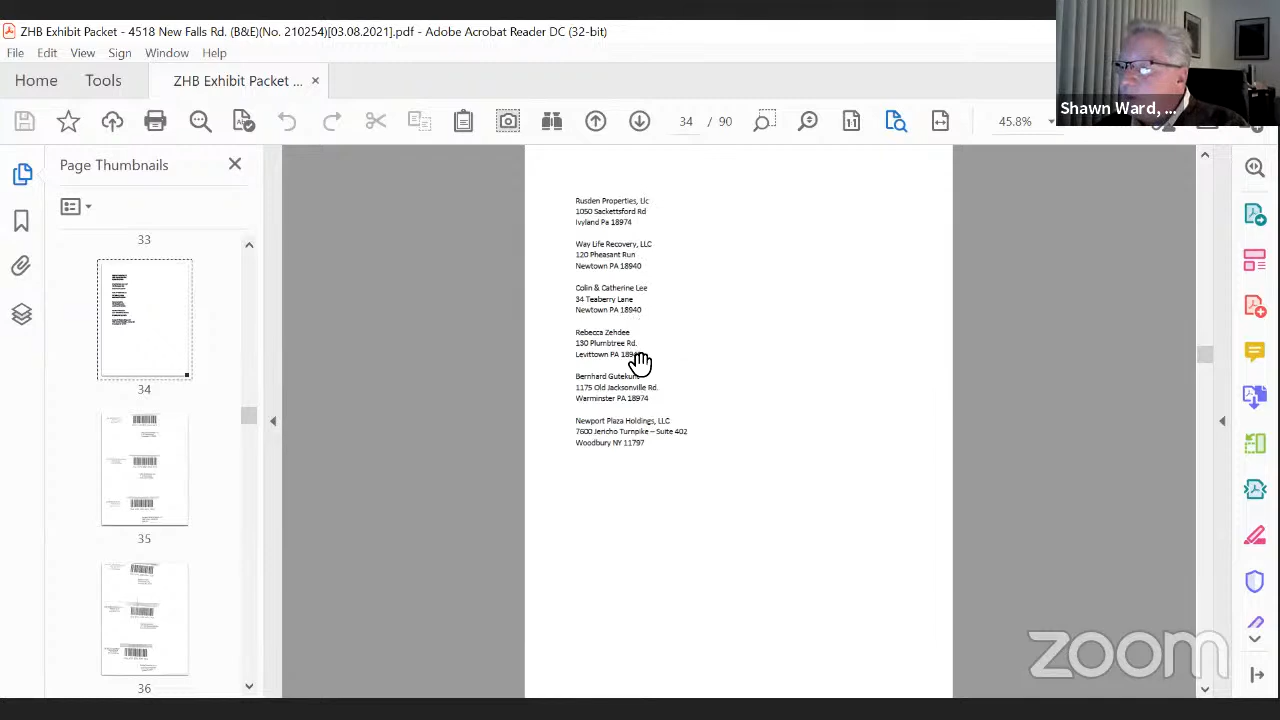 ZHB Exhibit Packet - 4518 New Falls Rd. (B&E)(No. 210254)[03.08.2021].pdf - Adobe Acrobat Reader DC (32-bit)
File Edit View Sign Window Help
Home Tools ZHB Exhibit Packet ... ×
Shawn Ward, ...
34 / 90 45.8%
Page Thumbnails
33
34
35
36
Rusden Properties, Llc
1050 Sackettsford Rd
Ivyland Pa 18974
Way Life Recovery, LLC
120 Pheasant Run
Newtown PA 18940
Colin & Catherine Lee
34 Teaberry Lane
Newtown PA 18940
Rebecca Zehdee
130 Plumbtree Rd.
Levittown PA
Bernhard
1175 Old Jacksonville Rd.
Warminster PA 18974
Newport Plaza Holdings, LLC
7600 Jericho Turnpike – Suite 402
Woodbury NY 11797
zoom